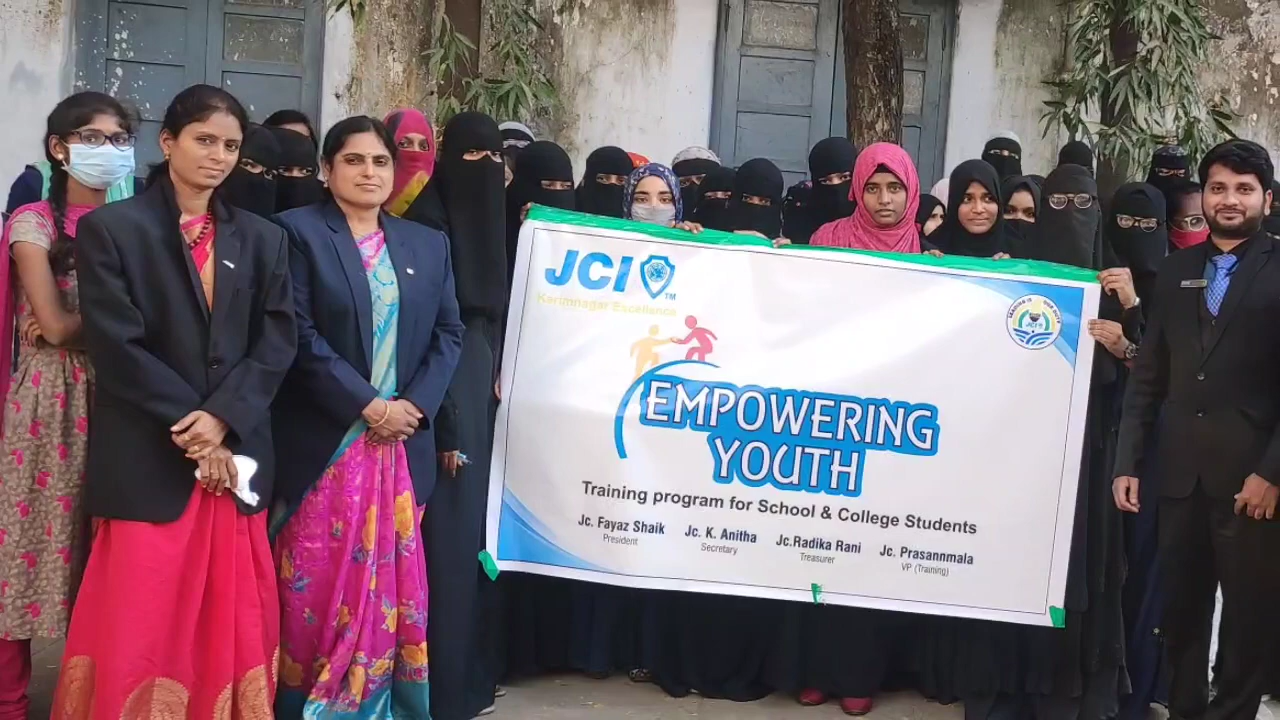 JCI
TM
Karimnagar Excellence
EMPOWERING
YOUTH
Training program for School & College Students
Jc. Fayaz Shaik
President
Jc. K. Anitha
Secretary
Jc.Radika Rani
Treasurer
Jc. Prasannmala
VP (Training)